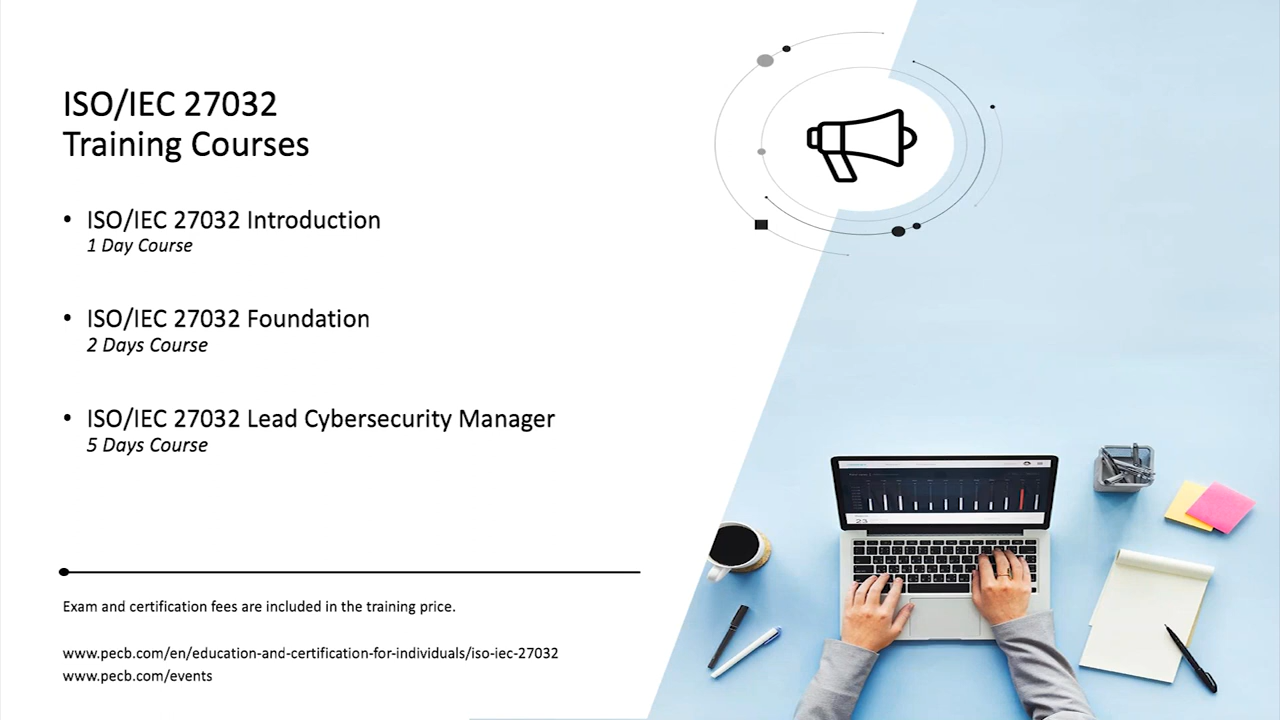 ISO/IEC 27032
Training Courses
• ISO/IEC 27032 Introduction
1 Day Course
• ISO/IEC 27032 Foundation
2 Days Course
• ISO/IEC 27032 Lead Cybersecurity Manager
5 Days Course
Exam and certification fees are included in the training price.
www.pecb.com/en/education-and-certification-for-individuals/iso-iec-27032
www.pecb.com/events
23